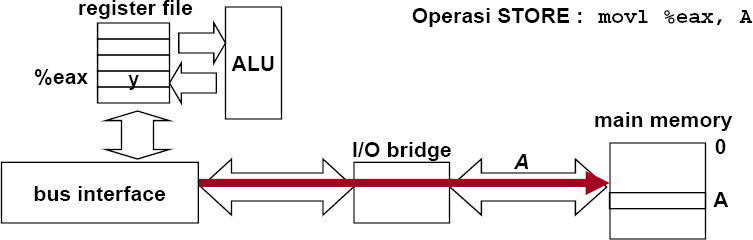 register file
Operasi STORE : movl %eax, A
ALU
%eax
y
main memory
I/O bridge
0
A
bus interface
A